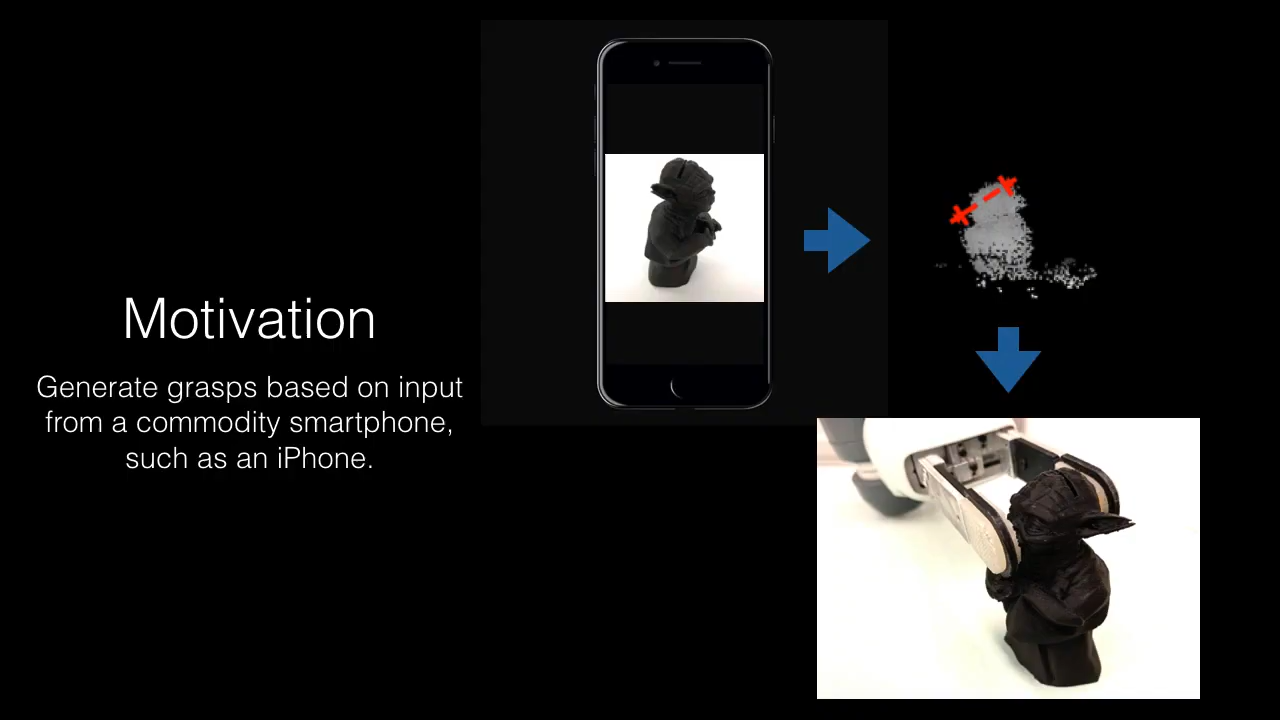 Motivation
Generate grasps based on input
from a commodity smartphone,
such as an iPhone.